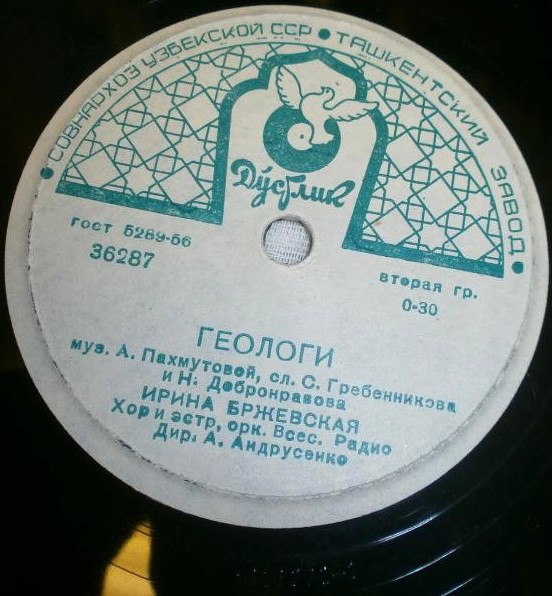 • СОВНАРХОЗ УЗБЕКСКОЙ ССР • ТАШКЕНТСКИЙ ЗАВОД •
Дӯстлик
гост 5289-56
36287
вторая гр.
0-30
ГЕОЛОГИ
муз. А. Пахмутовой, сл. С. Гребенникова
и Н. Добронравова
ИРИНА БРЖЕВСКАЯ
Хор и эстр, орк. Всес. Радио
Дир. А. Андрусенко